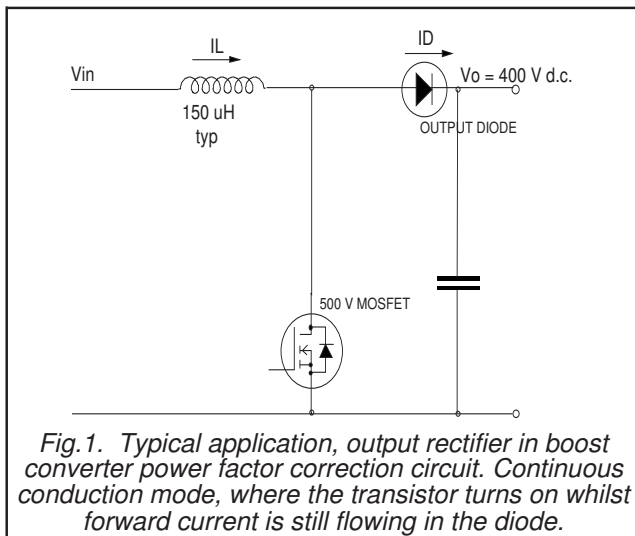 IL
ID
Vin
Vo = 400 V d.c.
150 uH
typ
OUTPUT DIODE
500 V MOSFET
Fig.1. Typical application, output rectifier in boost
converter power factor correction circuit. Continuous
conduction mode, where the transistor turns on whilst
forward current is still flowing in the diode.